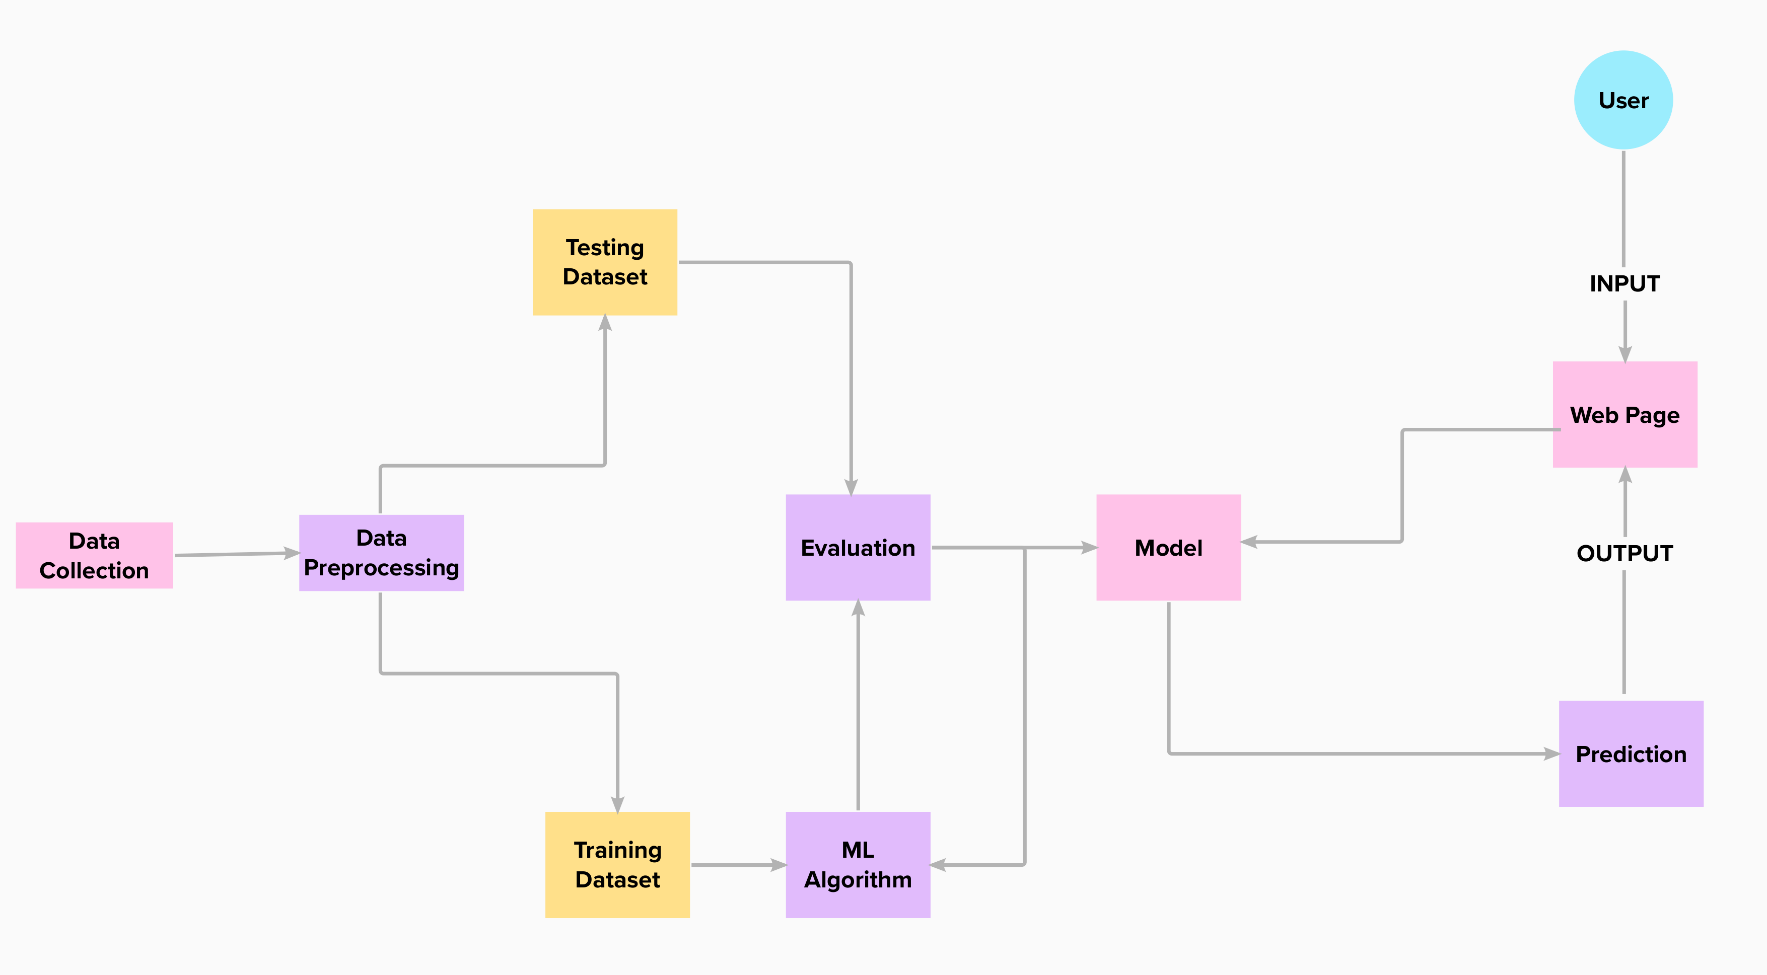 User
Testing
Dataset
INPUT
Web Page
Data
Collection
Data
Preprocessing
Evaluation
Model
OUTPUT
Prediction
Training
Dataset
ML
Algorithm